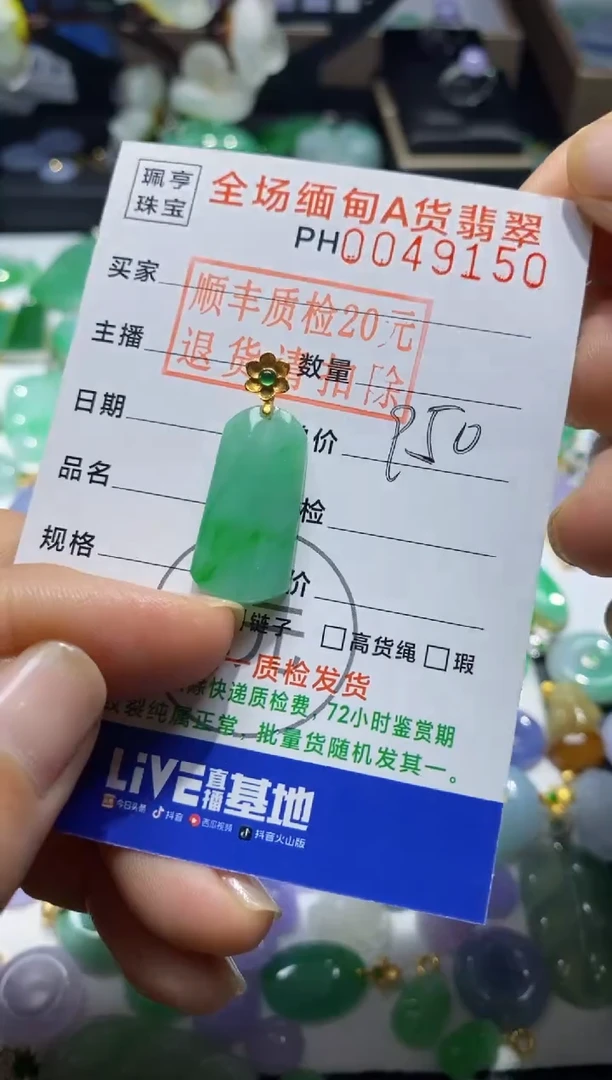 珮亨
珠宝
全场缅甸A货翡翠
PH0049150
买家
顺丰质检20元
主播
退货请扣除
数量
日期
价
950
品名
检
规格
价
链子 □高货绳 □瑕
一质检发货
除快递质检费，72小时鉴赏期
裂纯属正常，批量货随机发其一。
LiVE直播基地
今日头条 抖音 西瓜视频 抖音火山版